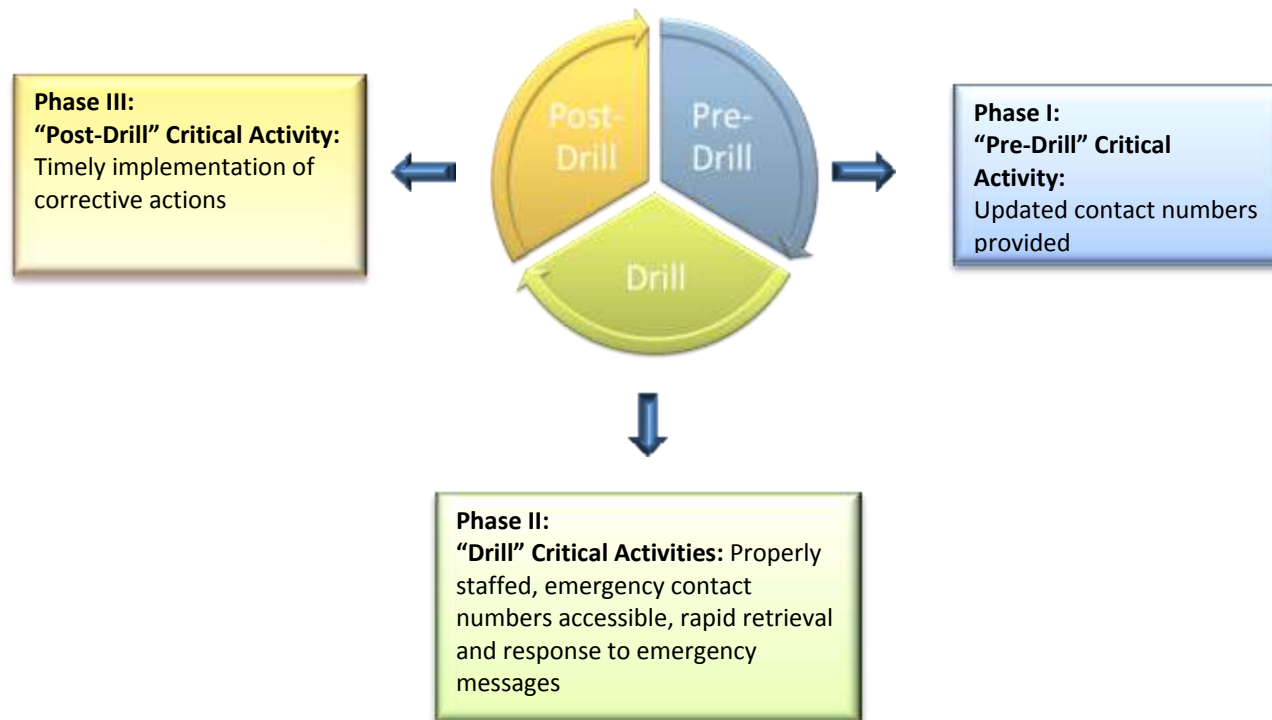 Post-
Drill
Pre-
Drill
Drill
Phase III:
“Post-Drill” Critical Activity:
Timely implementation of
corrective actions
Phase I:
“Pre-Drill” Critical
Activity:
Updated contact numbers
provided
Phase II:
“Drill” Critical Activities: Properly
staffed, emergency contact
numbers accessible, rapid retrieval
and response to emergency
messages